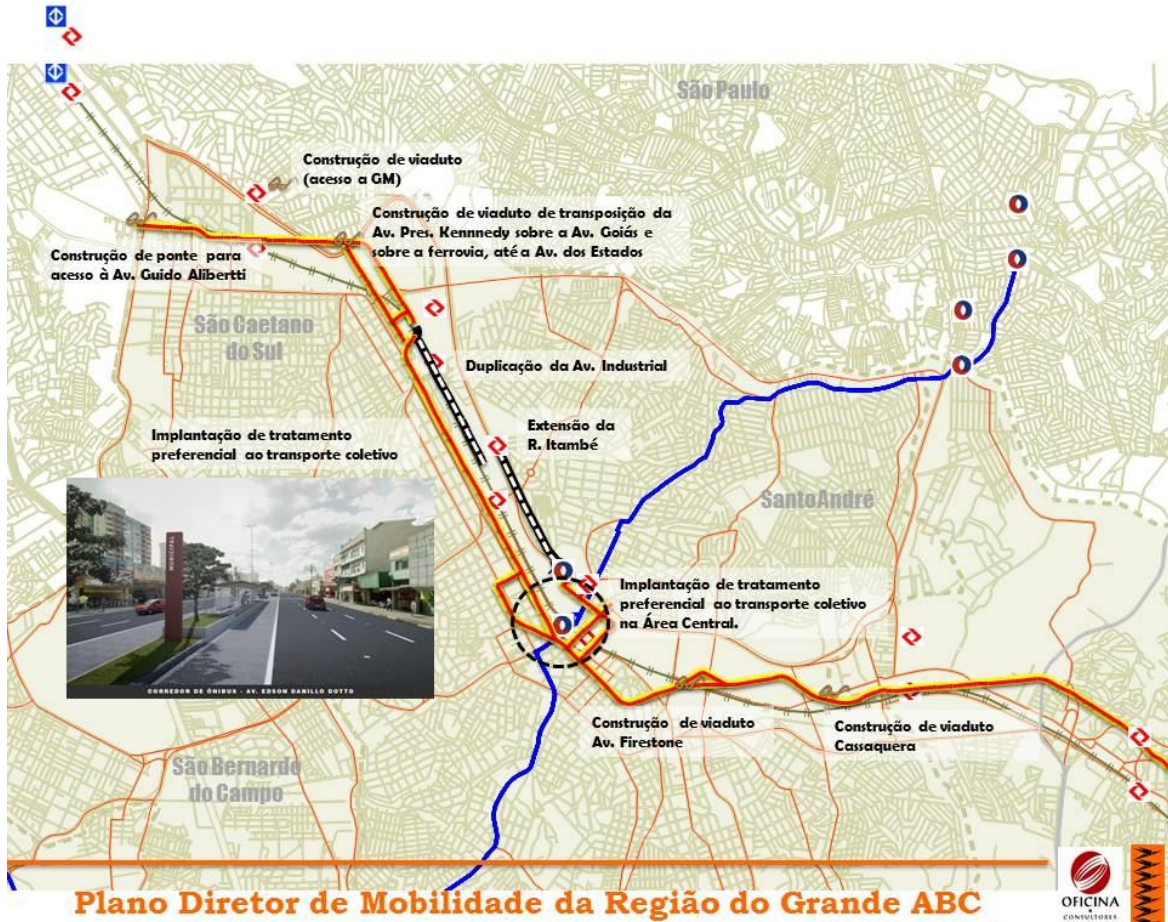 São Paulo
Construção de viaduto
(acesso a GM)
Construção de viaduto de transposição da
Av. Pres. Kennnedy sobre a Av. Goiás e
sobre a ferrovia, até a Av. dos Estados
Construção de ponte para
acesso à Av. Guido Alibertti
São Caetano
do Sul
Duplicação da Av. Industrial
Extensão da
R. Itambé
Implantação de tratamento
preferencial ao transporte coletivo
Santo André
MUNICIPAL
CORREDOR DE ÔNIBUS - AV. EDSON DANILLO DOTTO
Implantação de tratamento
preferencial ao transporte coletivo
na Área Central.
Construção de viaduto
Av. Firestone
Construção de viaduto
Cassaquera
São Bernardo
do Campo
Plano Diretor de Mobilidade da Região do Grande ABC
OFICINA
CONSULTORES